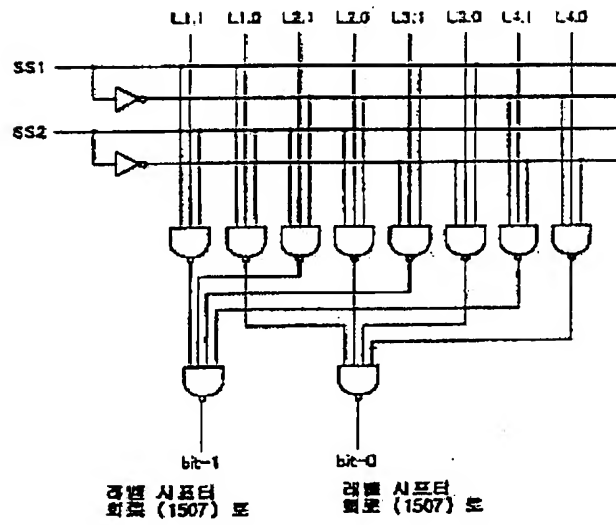 L1.1 L1.0 L2.1 L2.0 L3.1 L3.0 L4.1 L4.0
SS1
SS2
bit-1 bit-0
레벨 시프터 레벨 시프터
회로 (1507) 로 회로 (1507) 로